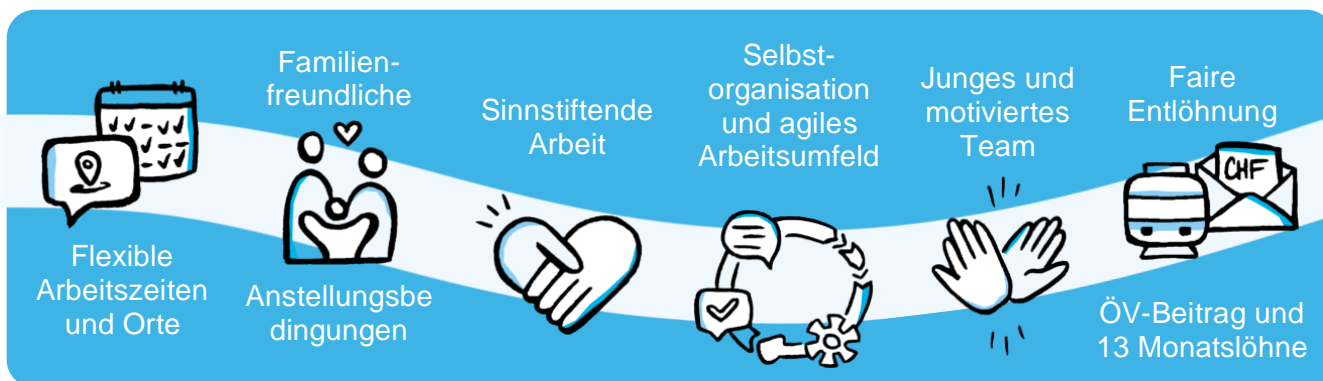 Flexible
Arbeitszeiten
und Orte
Familien-
freundliche
Anstellungsbe
dingungen
Sinnstiftende
Arbeit
Selbst-
organisation
und agiles
Arbeitsumfeld
Junges und
motiviertes
Team
Faire
Entlöhnung
CHF
ÖV-Beitrag und
13 Monatslöhne